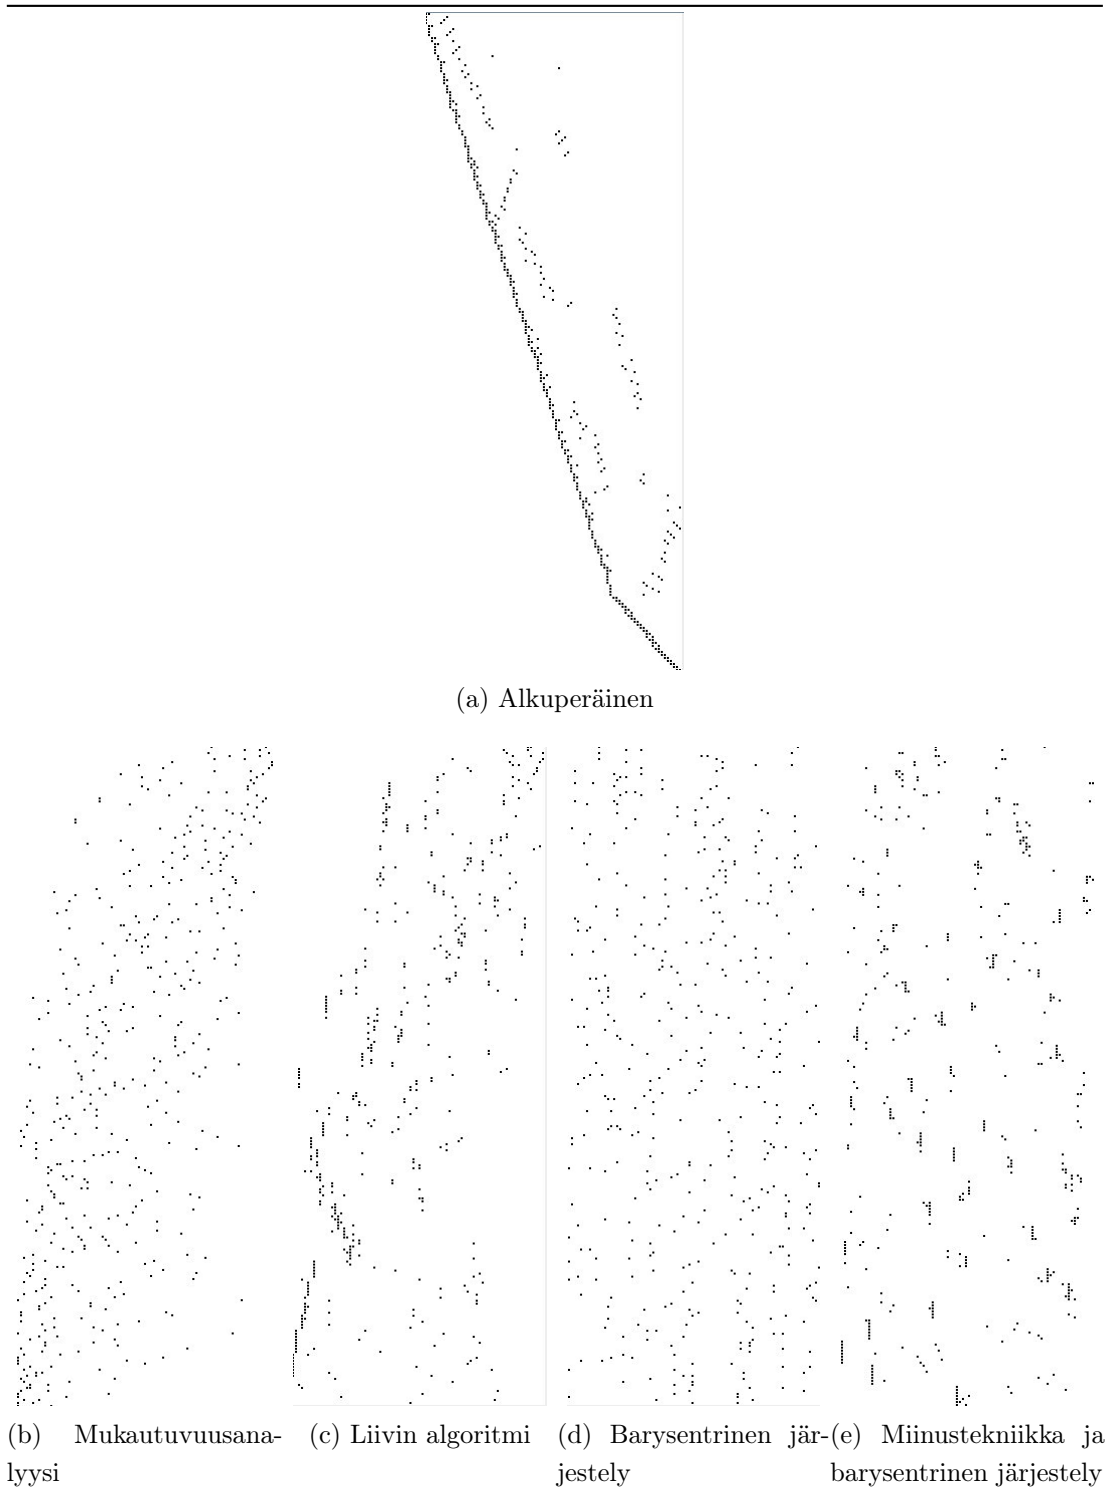 (a) Alkuperäinen
(b) Mukautuvuusana-
lyysi
(c) Liivin algoritmi
(d) Barysentrinen jär-
jestely
(e) Miinustekniikka ja
barysentrinen järjestely